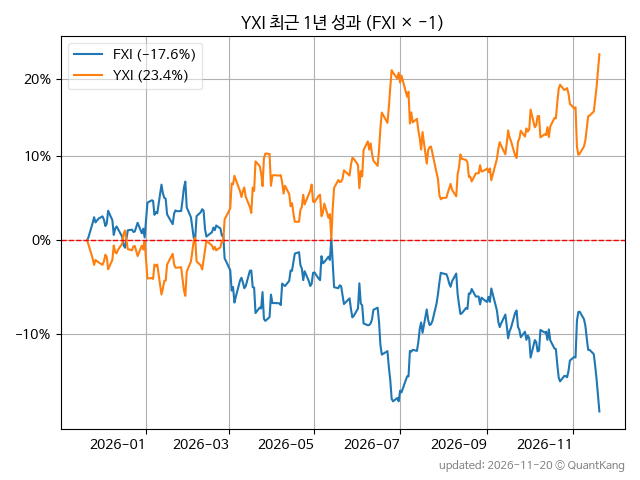 YXI 최근 1년 성과 (FXI × -1)
FXI (-17.6%)
YXI (23.4%)
20%
10%
0%
-10%
2026-01
2026-03
2026-05
2026-07
2026-09
2026-11
updated: 2026-11-20 © QuantKang